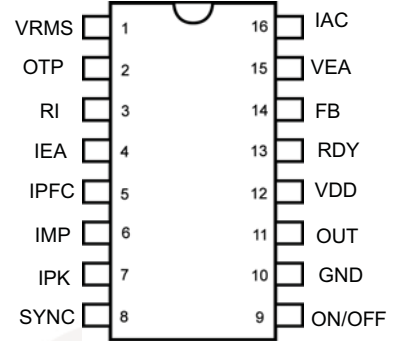 VRMS 1 16 IAC
OTP 2 15 VEA
RI 3 14 FB
IEA 4 13 RDY
IPFC 5 12 VDD
IMP 6 11 OUT
IPK 7 10 GND
SYNC 8 9 ON/OFF